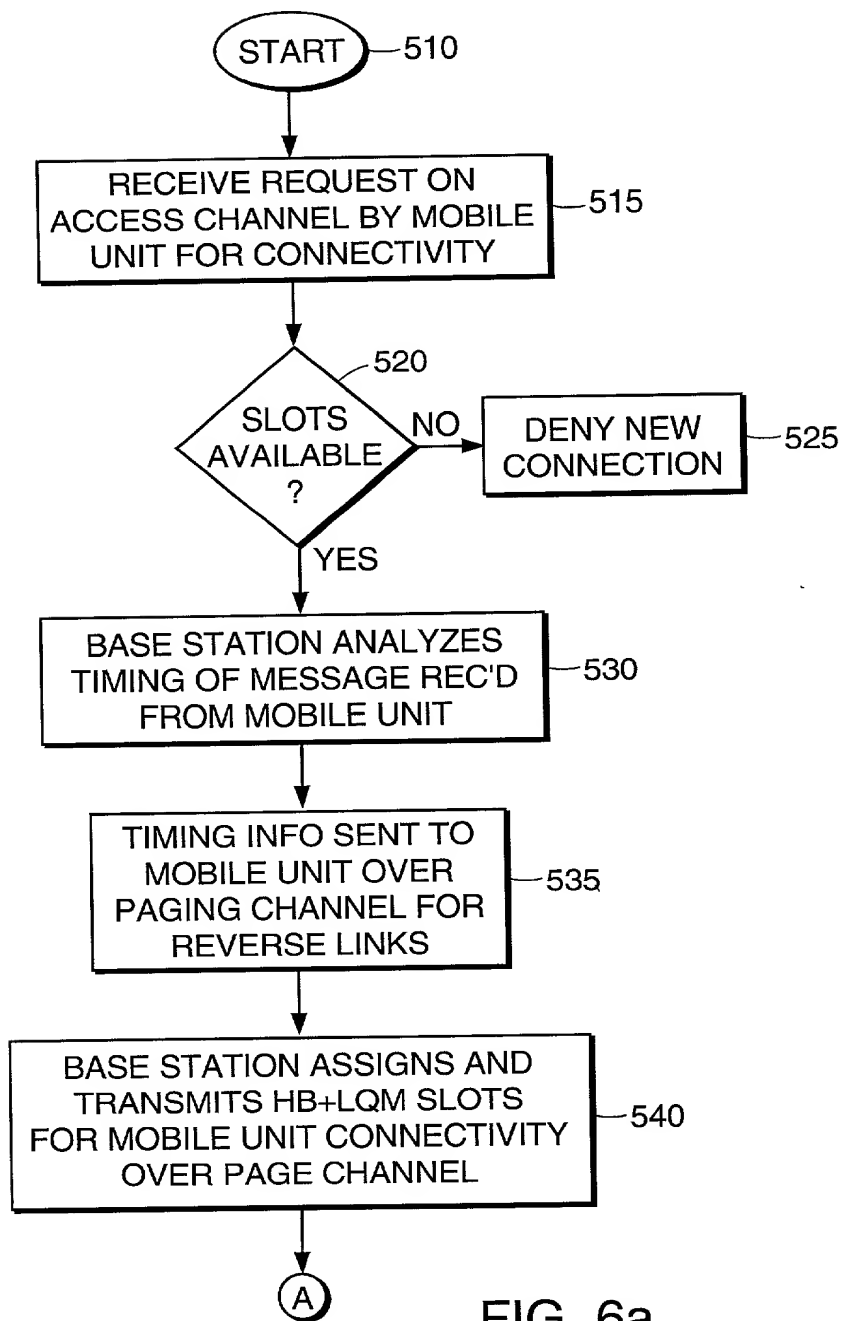 START
510
RECEIVE REQUEST ON
ACCESS CHANNEL BY MOBILE
UNIT FOR CONNECTIVITY
515
520
SLOTS
AVAILABLE
?
NO
DENY NEW
CONNECTION
525
YES
BASE STATION ANALYZES
TIMING OF MESSAGE REC'D
FROM MOBILE UNIT
530
TIMING INFO SENT TO
MOBILE UNIT OVER
PAGING CHANNEL FOR
REVERSE LINKS
535
BASE STATION ASSIGNS AND
TRANSMITS HB+LQM SLOTS
FOR MOBILE UNIT CONNECTIVITY
OVER PAGE CHANNEL
540
A
FIG. 6a